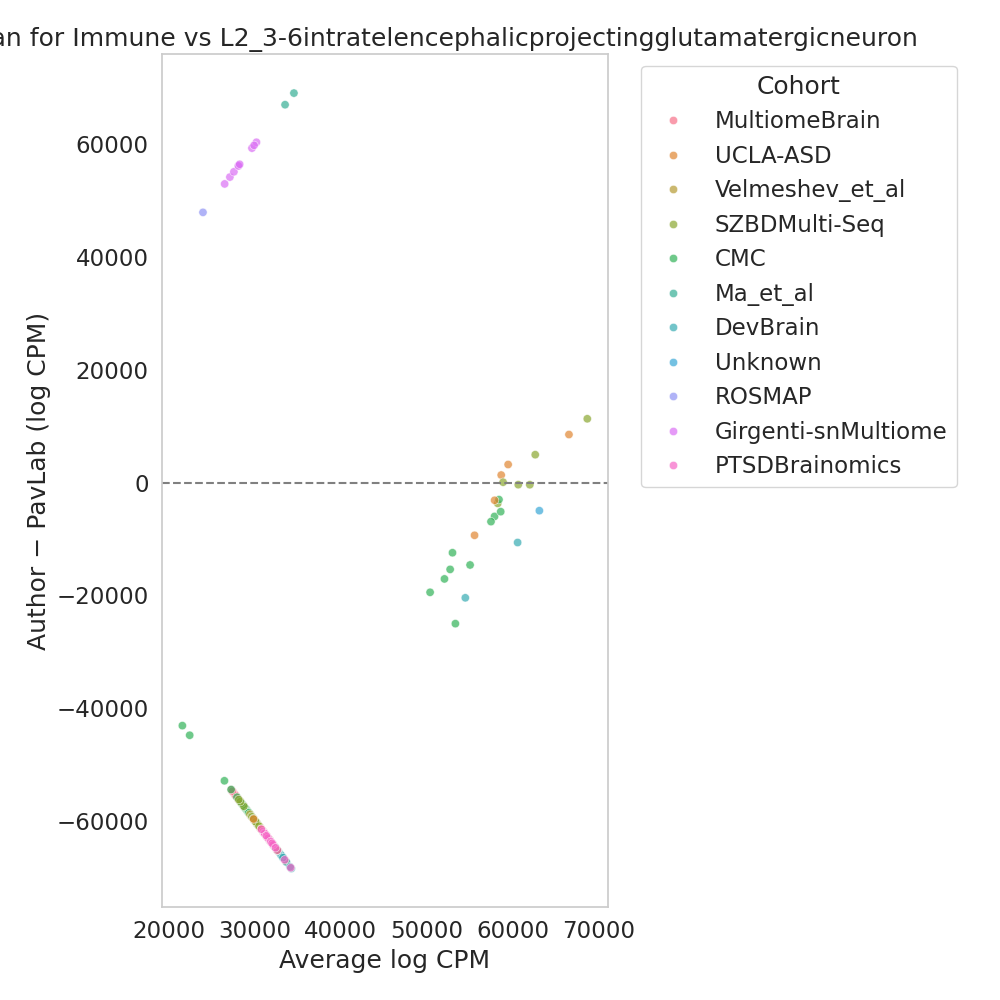 an for Immune vs L2_3-6intratelencephalicprojectingglutamatergicneuron
Cohort
MultiomeBrain
UCLA-ASD
Velmeshev_et_al
SZBDMulti-Seq
CMC
Ma_et_al
DevBrain
Unknown
ROSMAP
Girgenti-snMultiome
PTSDBrainomics
Author − PavLab (log CPM)
60000
40000
20000
0
−20000
−40000
−60000
20000 30000 40000 50000 60000 70000
Average log CPM